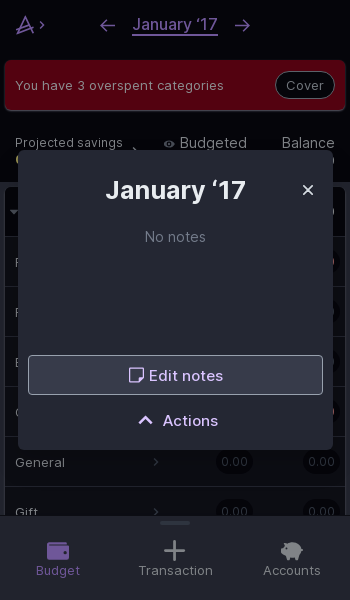 January ‘17
You have 3 overspent categories
Cover
Projected savings
Budgeted
Balance
January ‘17
No notes
Edit notes
Actions
General
0.00
0.00
Gift
0.00
0.00
Budget
Transaction
Accounts